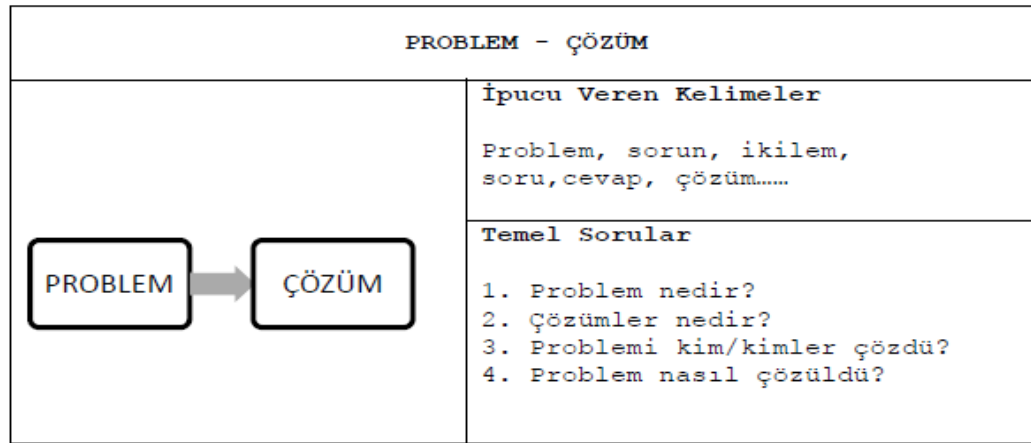 PROBLEM - ÇÖZÜM
PROBLEM
ÇÖZÜM
İpucu Veren Kelimeler
Problem, sorun, ikilem,
soru,cevap, çözüm……
Temel Sorular
1. Problem nedir?
2. Çözümler nedir?
3. Problemi kim/kimler çözdü?
4. Problem nasıl çözüldü?